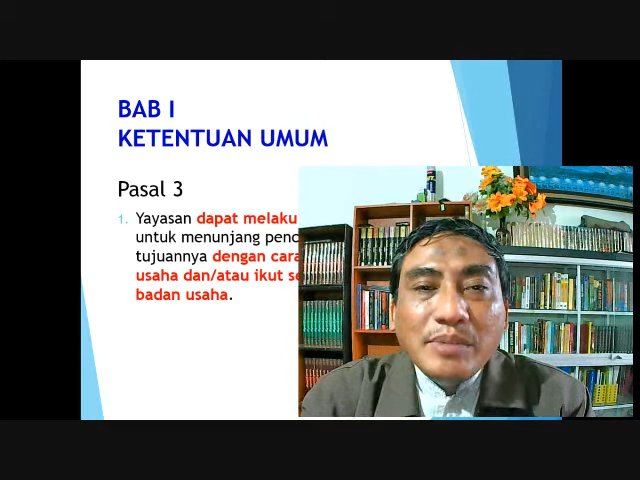 BAB I
KETENTUAN UMUM
Pasal 3
1. Yayasan dapat melaku
untuk menunjang penc
tujuannya dengan cara
usaha dan/atau ikut se
badan usaha.